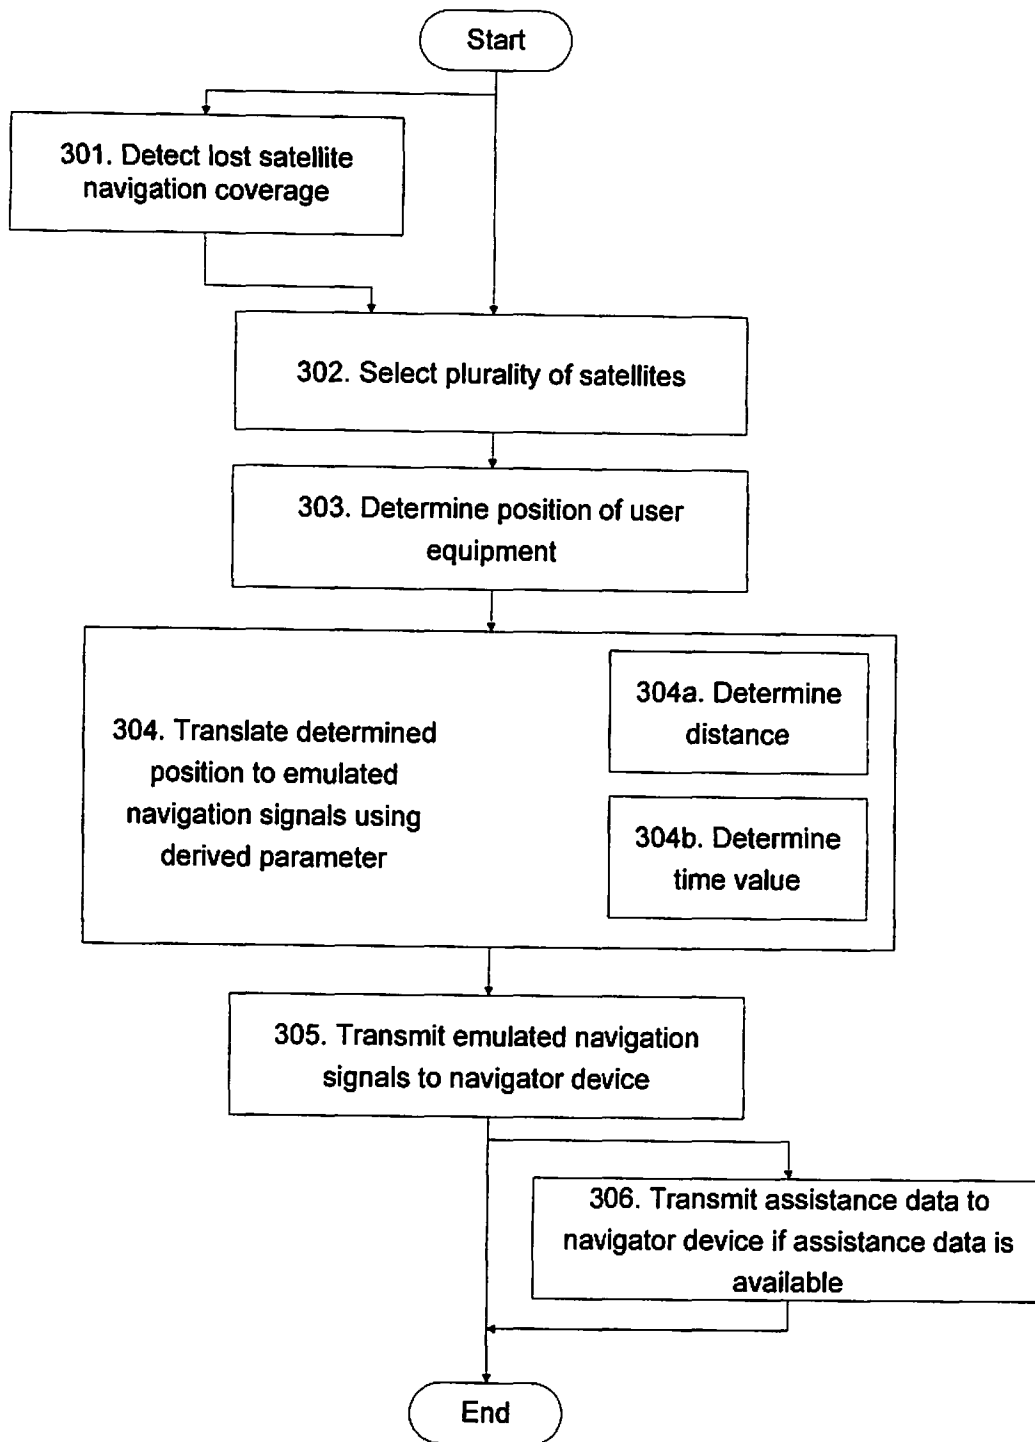 Start
301. Detect lost satellite
navigation coverage
302. Select plurality of satellites
303. Determine position of user
equipment
304. Translate determined
position to emulated
navigation signals using
derived parameter
304a. Determine
distance
304b. Determine
time value
305. Transmit emulated navigation
signals to navigator device
306. Transmit assistance data to
navigator device if assistance data is
available
End